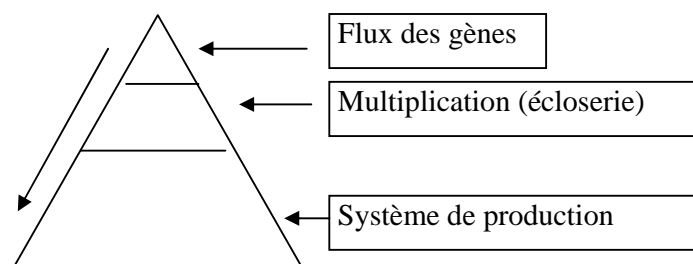 Flux des gènes
Multiplication (écloserie)
Système de production